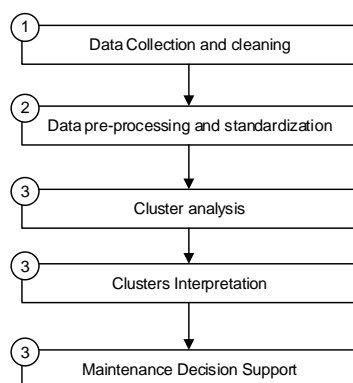 1
Data Collection and cleaning
2
Data pre-processing and standardization
3
Cluster analysis
3
Clusters Interpretation
3
Maintenance Decision Support